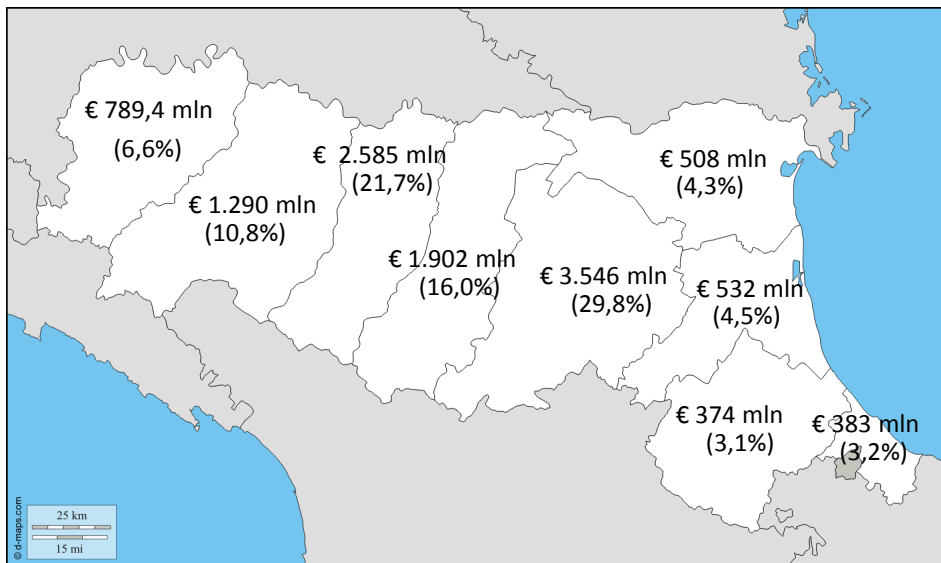 € 789,4 mln
(6,6%)
€ 1.290 mln
(10,8%)
€ 2.585 mln
(21,7%)
€ 1.902 mln
(16,0%)
€ 3.546 mln
(29,8%)
€ 508 mln
(4,3%)
€ 532 mln
(4,5%)
€ 374 mln
(3,1%)
€ 383 mln
(3,2%)
25 km
15 mi
© d-maps.com